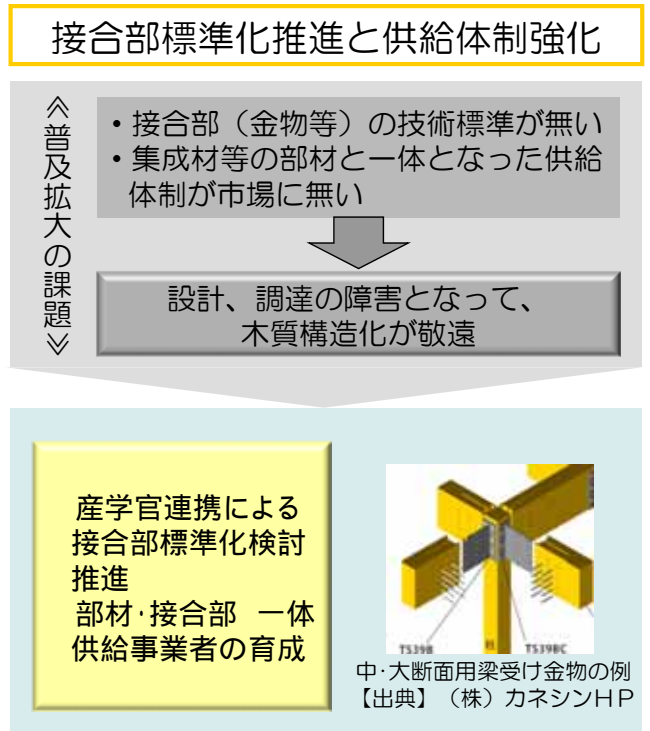 接合部標準化推進と供給体制強化
≪普及拡大の課題≫
・接合部（金物等）の技術標準が無い
・集成材等の部材と一体となった供給
体制が市場に無い
設計、調達の障害となって、
木質構造化が敬遠
産学官連携による
接合部標準化検討
推進
部材･接合部 一体
供給事業者の育成
TS39B
TS39BC
中･大断面用梁受け金物の例
【出典】（株）カネシンＨＰ